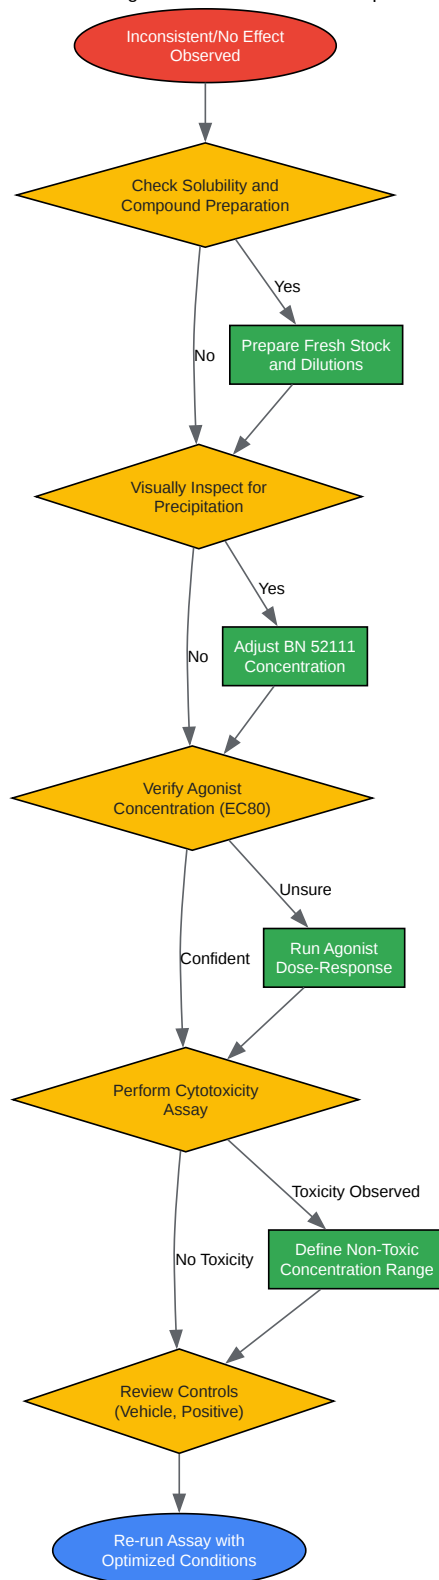 Inconsistent/No Effect
Observed
Check Solubility and
Compound Preparation
Yes
No
Prepare Fresh Stock
and Dilutions
Visually Inspect for
Precipitation
Yes
No
Adjust BN 52111
Concentration
Verify Agonist
Concentration (EC80)
Unsure
Confident
Run Agonist
Dose-Response
Perform Cytotoxicity
Assay
Toxicity Observed
No Toxicity
Define Non-Toxic
Concentration Range
Review Controls
(Vehicle, Positive)
Re-run Assay with
Optimized Conditions